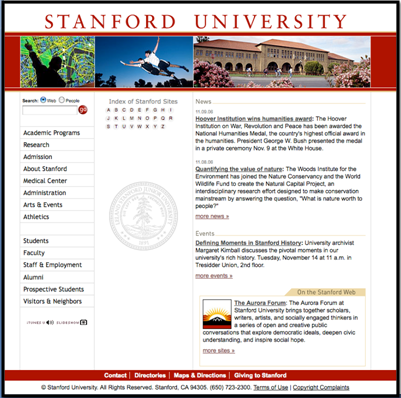 STANFORD UNIVERSITY
Search: Web People
go
Academic Programs
Research
Admission
About Stanford
Medical Center
Administration
Arts & Events
Athletics
Students
Faculty
Staff & Employment
Alumni
Prospective Students
Visitors & Neighbors
ITUNES U SLIDESHOW
Index of Stanford Sites
A B C D E F G H I
J K L M N O P Q R
S T U V W X Y Z
News
11.09.06
Hoover Institution wins humanities award: The Hoover
Institution on War, Revolution and Peace has been awarded the
National Humanities Medal, the country's highest official award in
the humanities. President George W. Bush presented the medal
in a private ceremony Nov. 9 at the White House.
Quantifying the value of nature: The Woods Institute for the
Environment has joined the Nature Conservancy and the World
Wildlife Fund to create the Natural Capital Project, an
interdisciplinary research effort designed to make conservation
mainstream by answering the question, "What is nature worth to
people?"
more news »
Events
Defining Moments in Stanford History: University archivist
Margaret Kimball discusses the pivotal moments in our
university's rich history, Tuesday, November 14 at 11 a.m. in
Tresidder Union, 2nd floor.
more events »
On the Stanford Web
The Aurora Forum: The Aurora Forum at
Stanford University brings together scholars,
writers, artists, and socially engaged thinkers in
a series of open and creative public
conversations that explore democratic ideals, deepen civic
understanding, and inspire social hope.
more sites »
Contact | Directories | Maps & Directions | Giving to Stanford
© Stanford University. All Rights Reserved. Stanford, CA 94305. (650) 723-2300. Terms of Use | Copyright Complaints